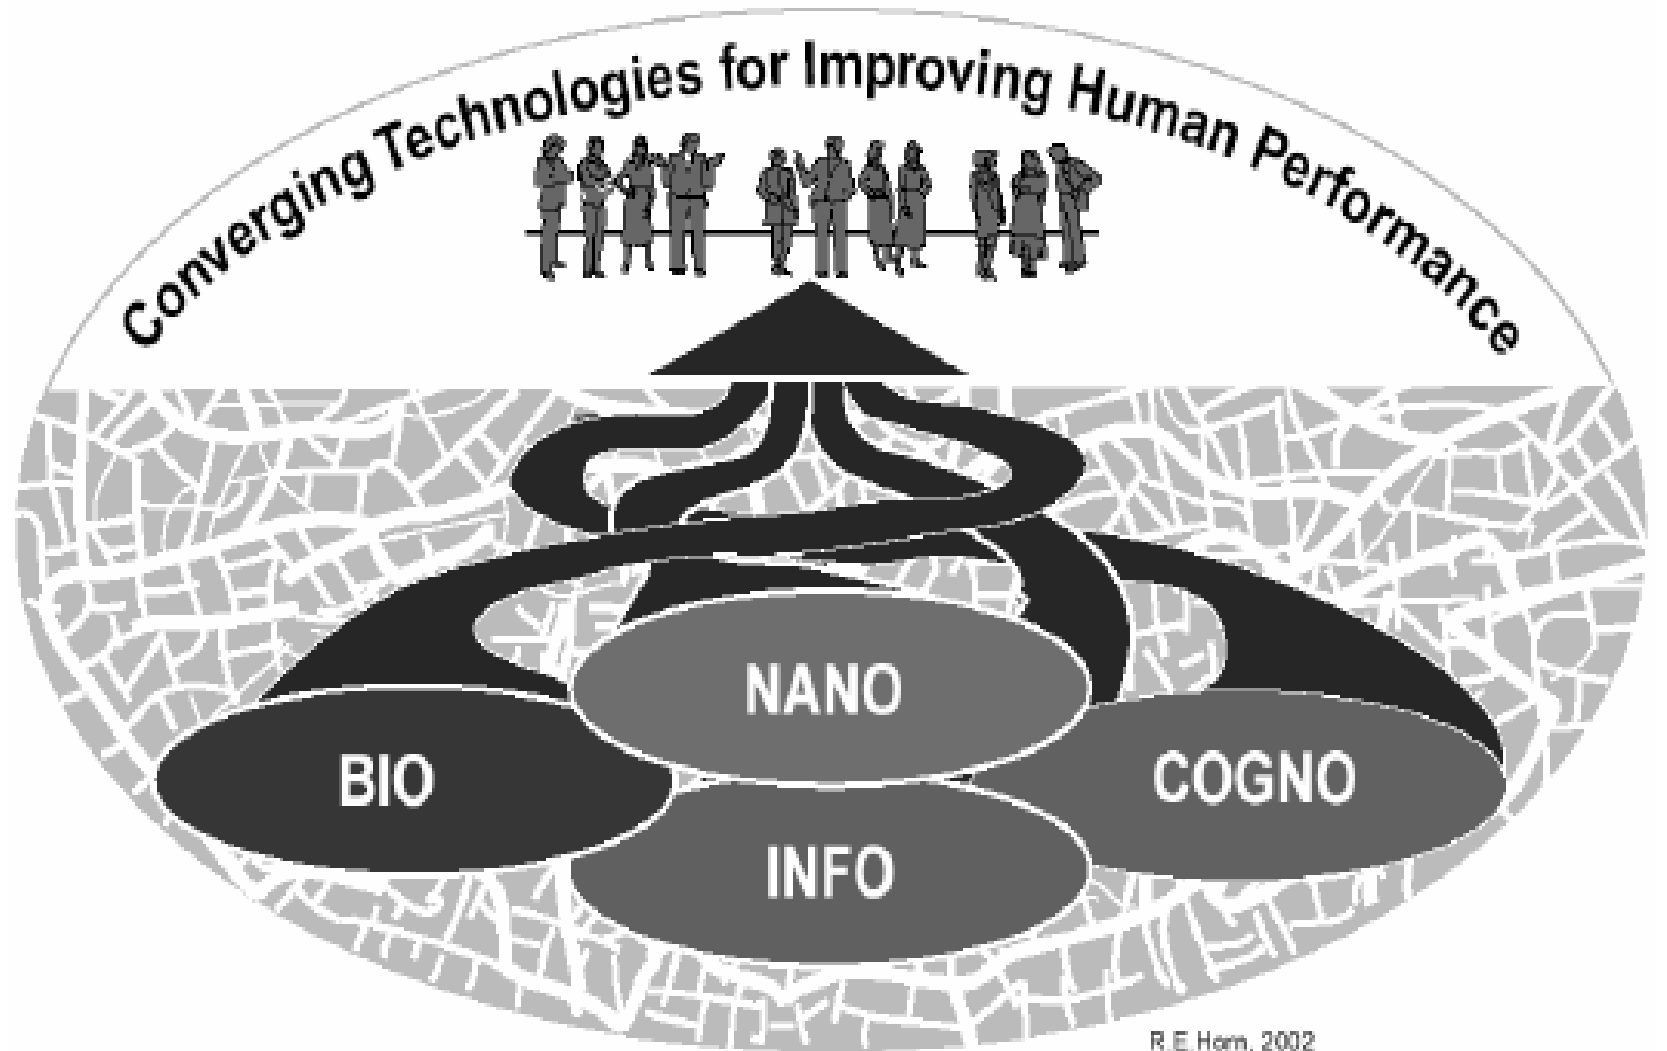 Converging Technologies for Improving Human Performance
NANO
BIO
COGNO
INFO
R.E.Horn, 2002